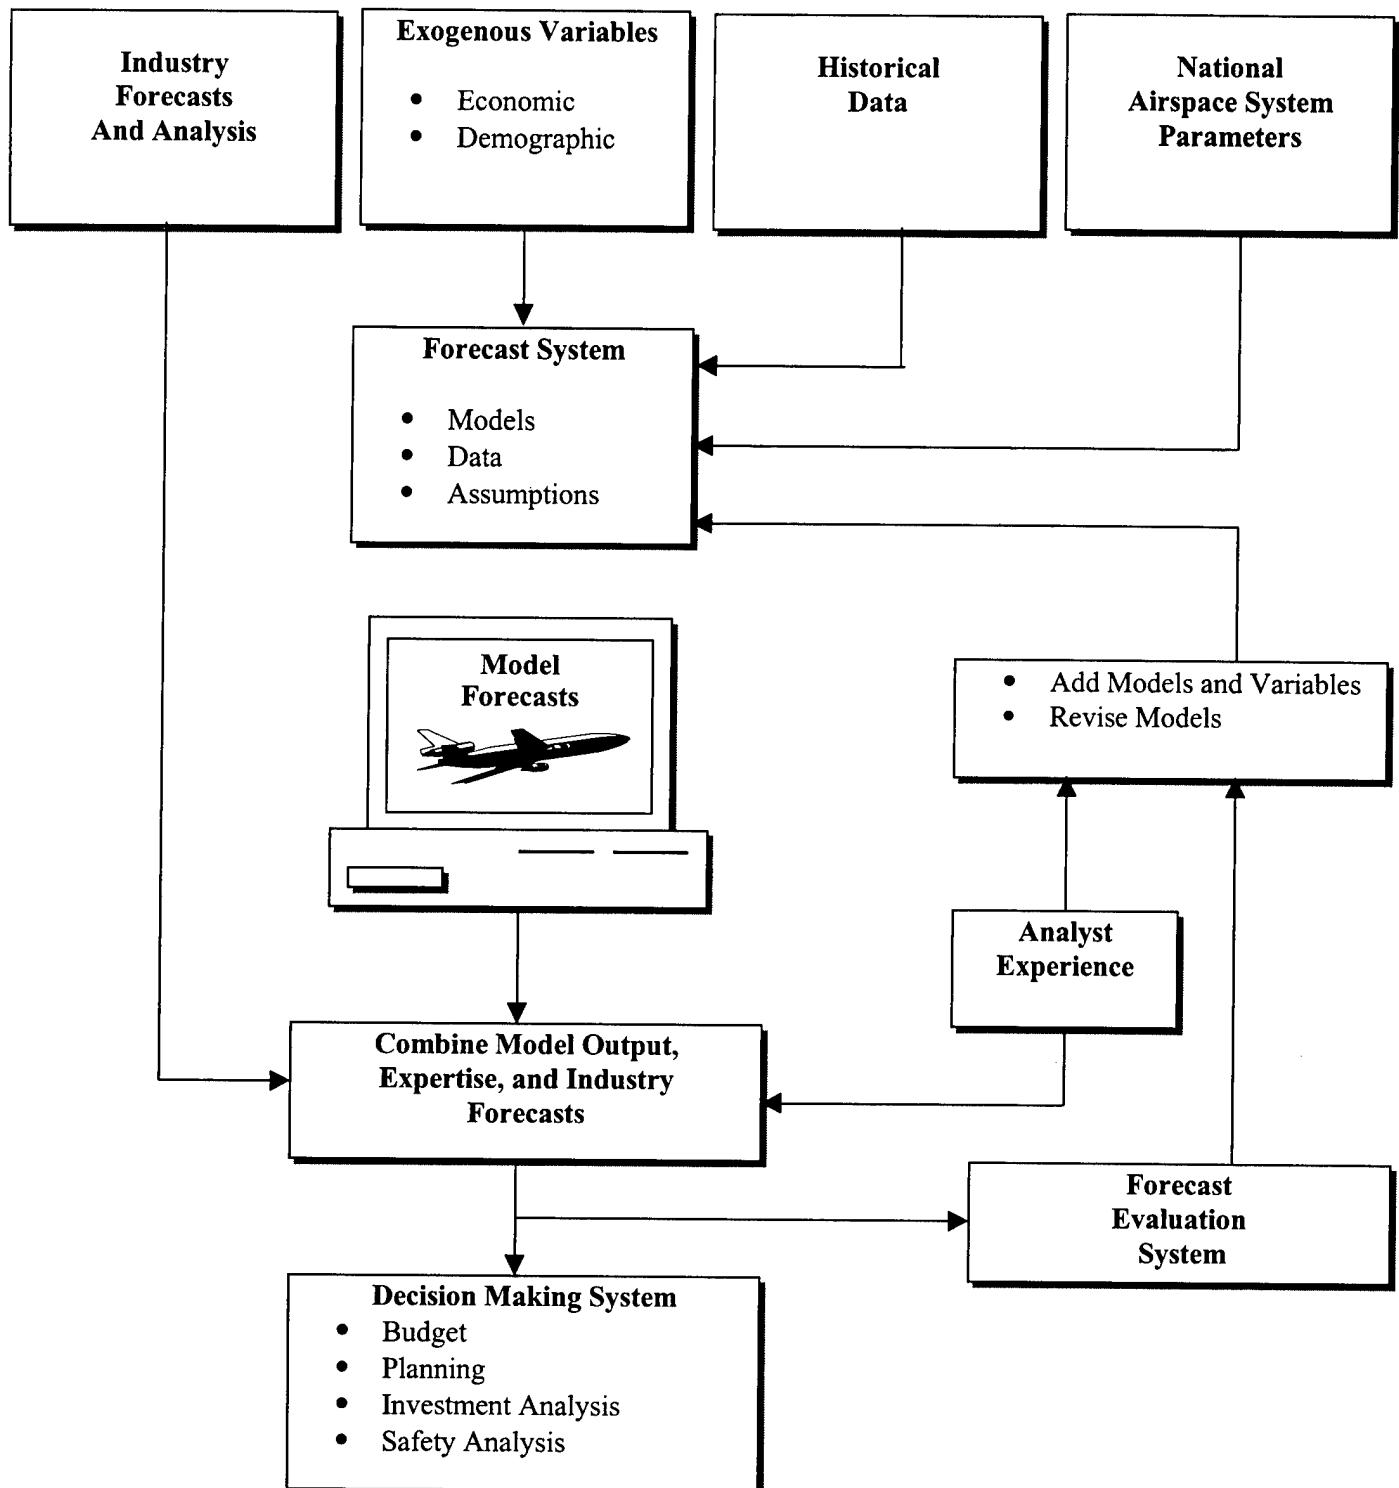 Industry
Forecasts
And Analysis
Exogenous Variables
• Economic
• Demographic
Historical
Data
National
Airspace System
Parameters
Forecast System
• Models
• Data
• Assumptions
Model
Forecasts
• Add Models and Variables
• Revise Models
Analyst
Experience
Combine Model Output,
Expertise, and Industry
Forecasts
Forecast
Evaluation
System
Decision Making System
• Budget
• Planning
• Investment Analysis
• Safety Analysis